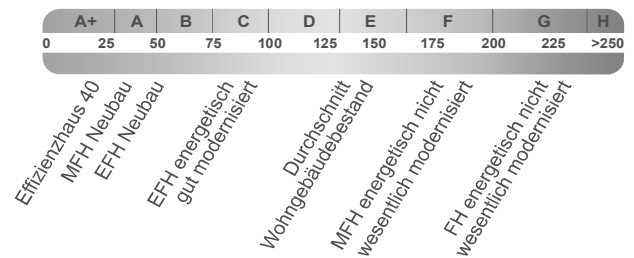 A+ A B C D E F G H
0 25 50 75 100 125 150 175 200 225 >250
Effizienzhaus 40
MFH Neubau
EFH Neubau
EFH energetisch
gut modernisiert
Durchschnitt
Wohngebäudebestand
MFH energetisch nicht
wesentlich modernisiert
FH energetisch nicht
wesentlich modernisiert